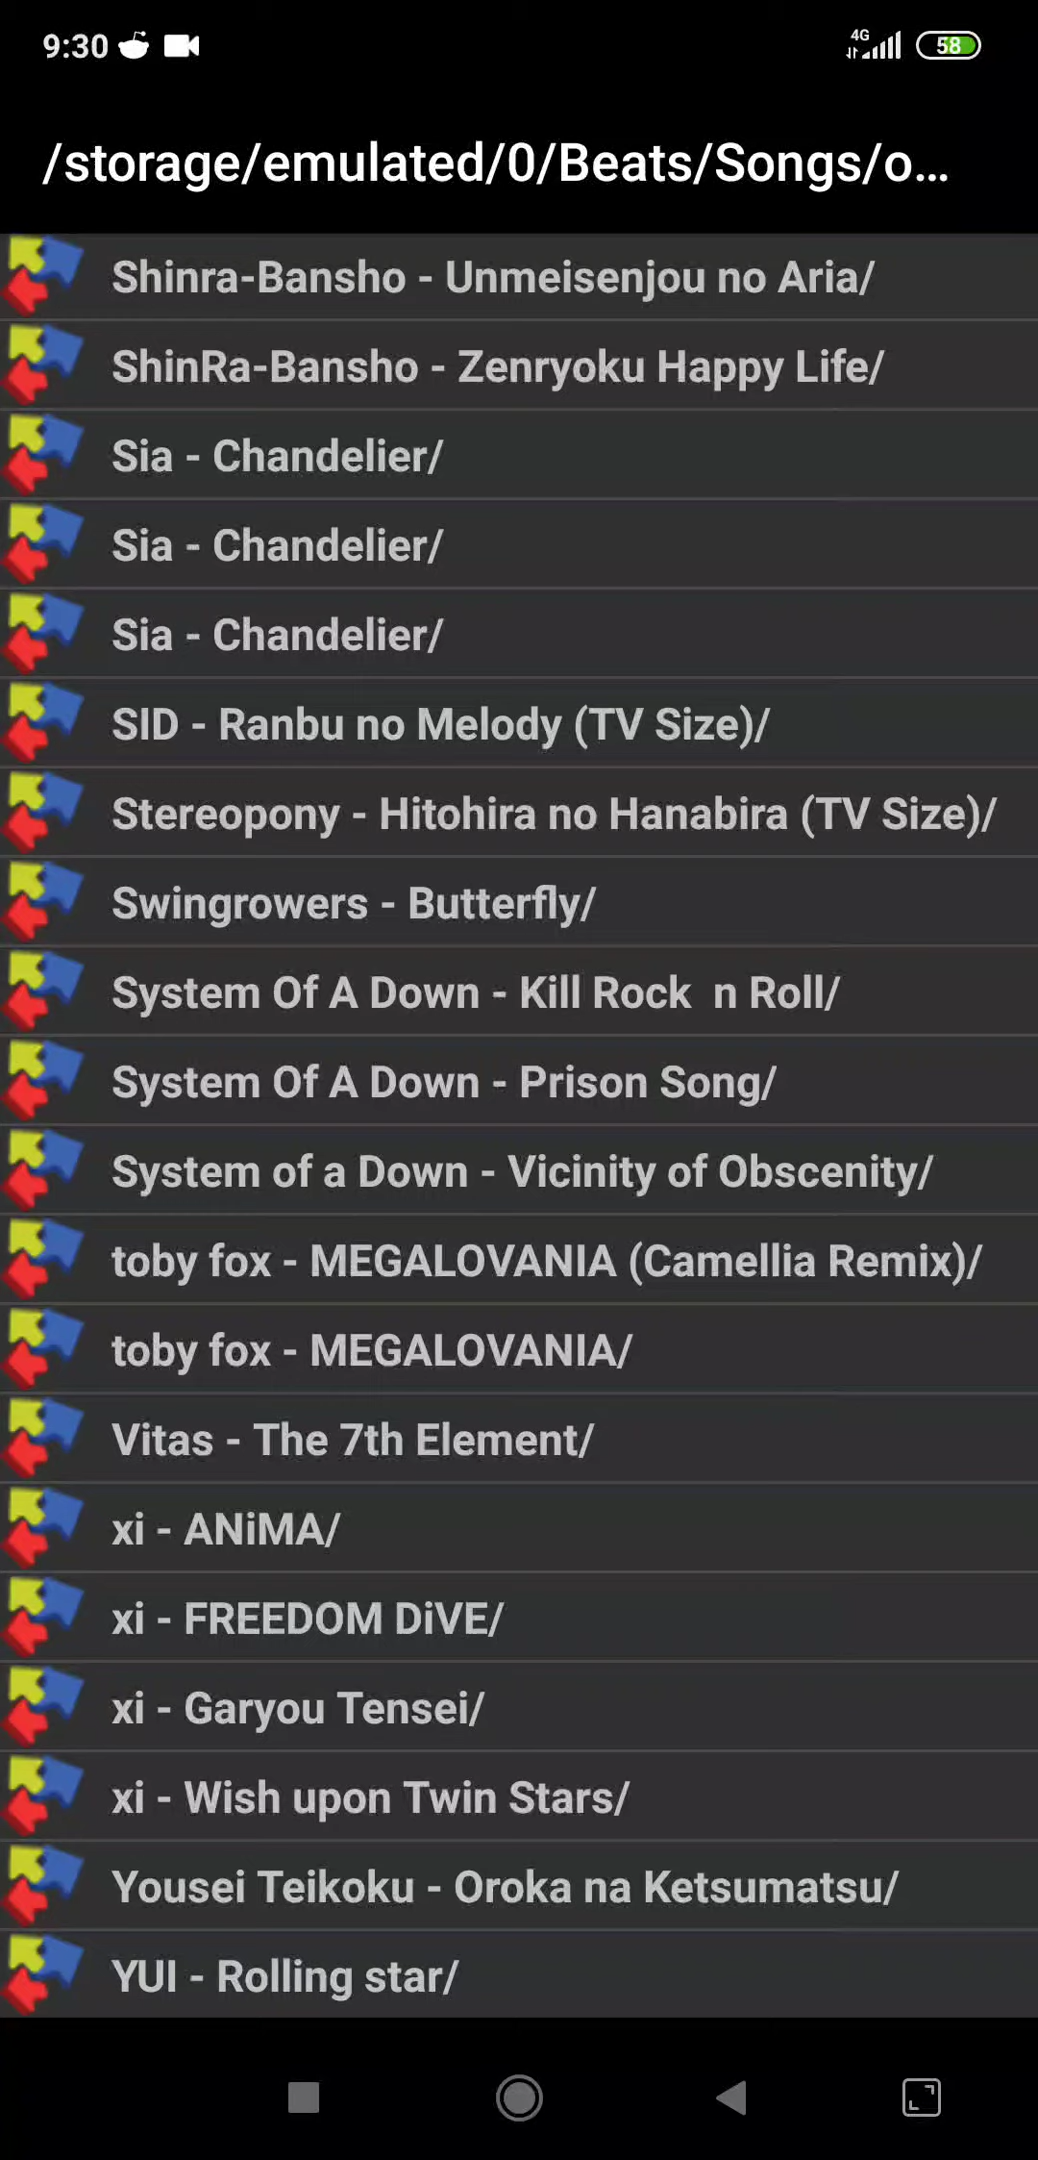 9:30
4G
58
/storage/emulated/0/Beats/Songs/o...
Shinra-Bansho - Unmeisenjou no Aria/
ShinRa-Bansho - Zenryoku Happy Life/
Sia - Chandelier/
Sia - Chandelier/
Sia - Chandelier/
SID - Ranbu no Melody (TV Size)/
Stereopony - Hitohira no Hanabira (TV Size)/
Swingrowers - Butterfly/
System Of A Down - Kill Rock  n Roll/
System Of A Down - Prison Song/
System of a Down - Vicinity of Obscenity/
toby fox - MEGALOVANIA (Camellia Remix)/
toby fox - MEGALOVANIA/
Vitas - The 7th Element/
xi - ANiMA/
xi - FREEDOM DiVE/
xi - Garyou Tensei/
xi - Wish upon Twin Stars/
Yousei Teikoku - Oroka na Ketsumatsu/
YUI - Rolling star/